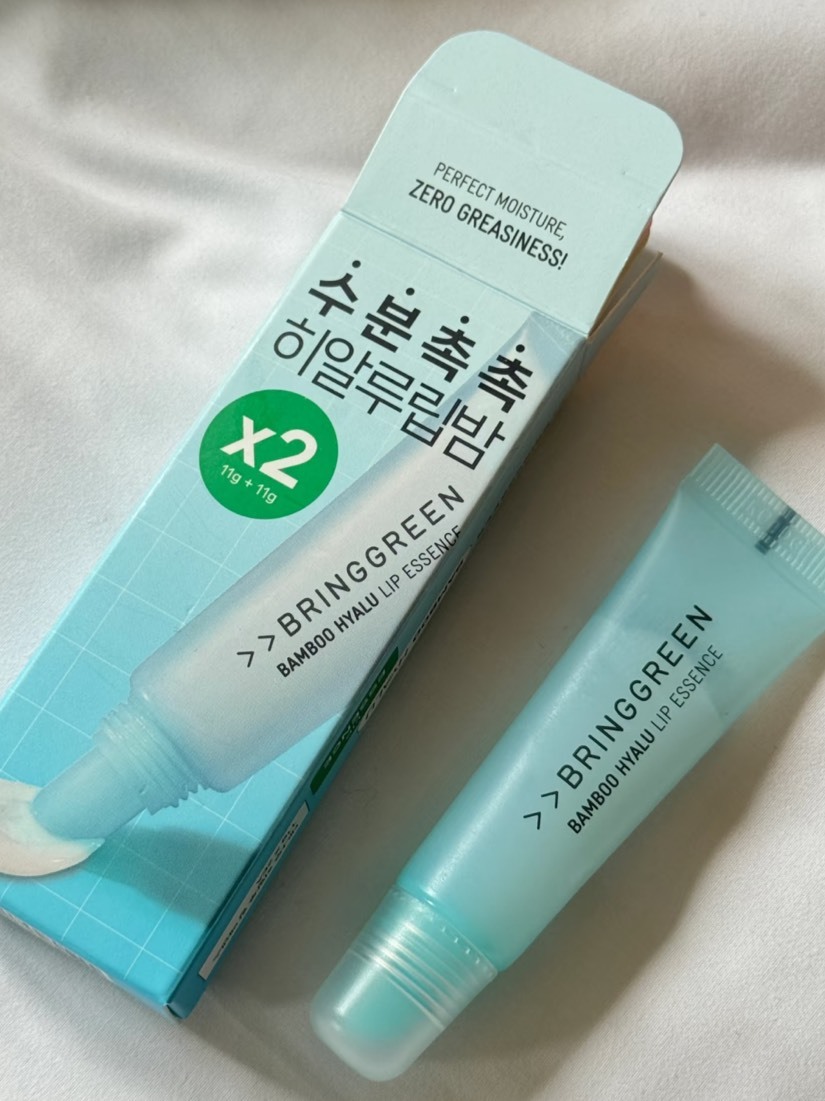 PERFECT MOISTURE,
ZERO GREASINESS!
수분촉촉
히알루립밤
x2
11g + 11g
>> BRINGGREEN
BAMBOO HYALU LIP ESSENCE
>> BRINGGREEN
BAMBOO HYALU LIP ESSENCE